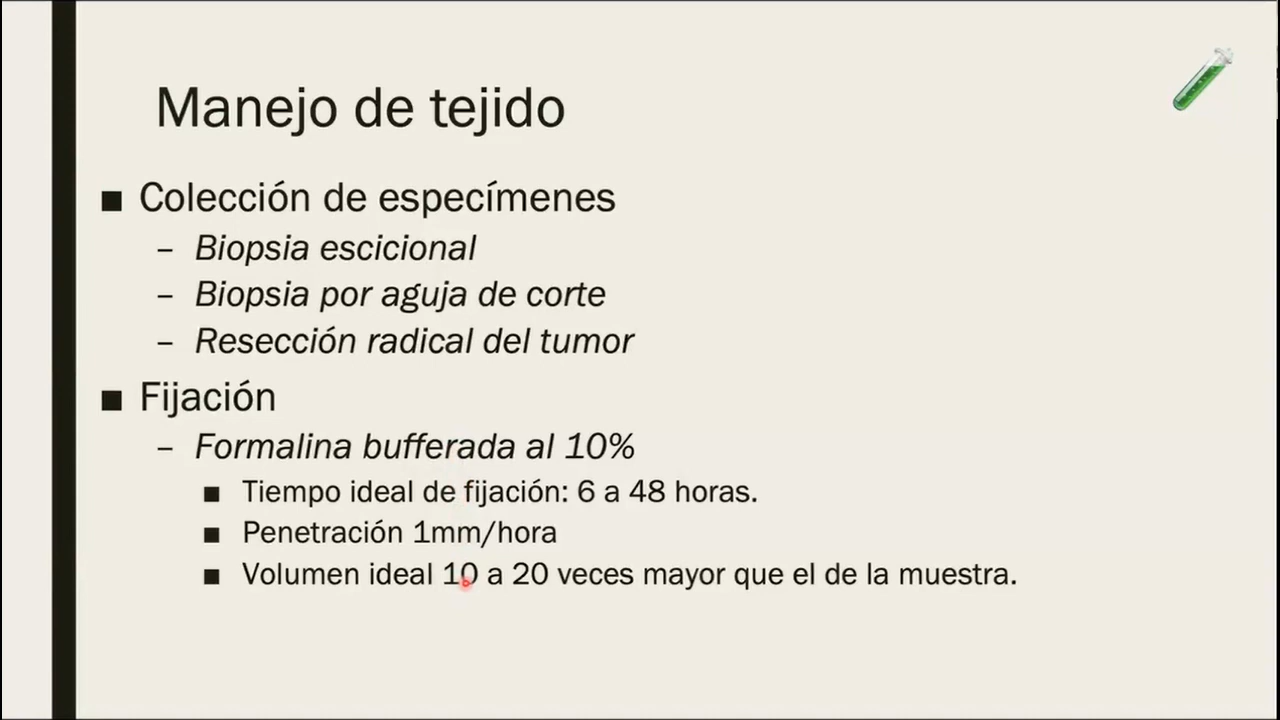 Manejo de tejido
■ Colección de especímenes
– Biopsia escicional
– Biopsia por aguja de corte
– Resección radical del tumor
■ Fijación
– Formalina bufferada al 10%
■ Tiempo ideal de fijación: 6 a 48 horas.
■ Penetración 1mm/hora
■ Volumen ideal 10 a 20 veces mayor que el de la muestra.